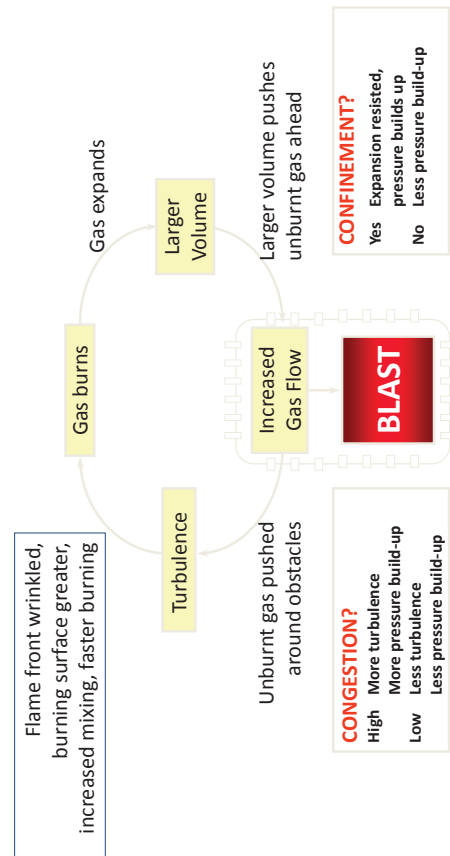 Flame front wrinkled,
burning surface greater,
increased mixing, faster burning
Gas burns
Gas expands
Turbulence
Larger
Volume
Unburnt gas pushed
around obstacles
Increased
Gas Flow
Larger volume pushes
unburnt gas ahead
BLAST
CONGESTION?
High More turbulence
More pressure build-up
Low Less turbulence
Less pressure build-up
CONFINEMENT?
Yes Expansion resisted,
pressure builds up
No Less pressure build-up